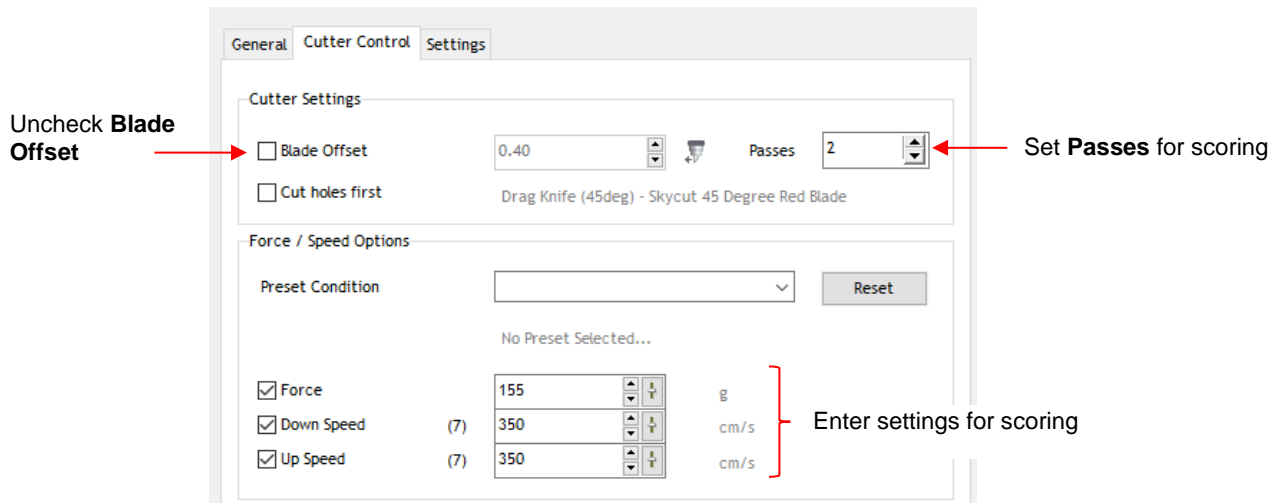 General Cutter Control Settings
Cutter Settings
Uncheck Blade
Offset
Blade Offset 0.40 Passes 2
Set Passes for scoring
Cut holes first Drag Knife (45deg) - Skycut 45 Degree Red Blade
Force / Speed Options
Preset Condition Reset
No Preset Selected...
Force 155 g
Down Speed (7) 350 cm/s
Enter settings for scoring
Up Speed (7) 350 cm/s